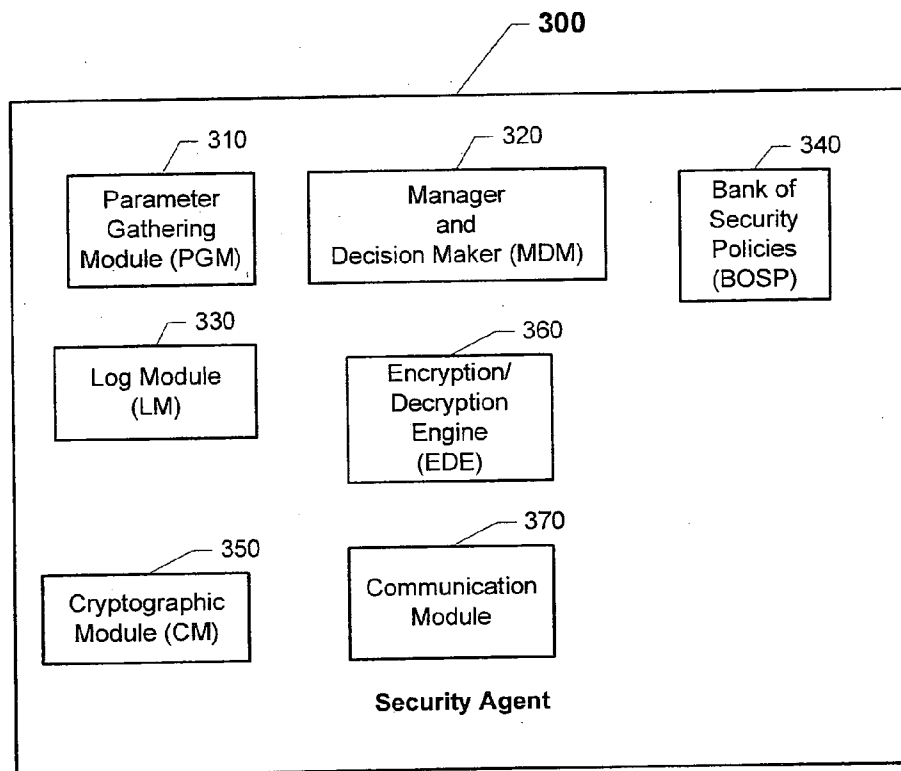 300
310
320
340
Parameter
Gathering
Module (PGM)
Manager
and
Decision Maker (MDM)
Bank of
Security
Policies
(BOSP)
330
360
Log Module
(LM)
Encryption/
Decryption
Engine
(EDE)
350
370
Cryptographic
Module (CM)
Communication
Module
Security Agent